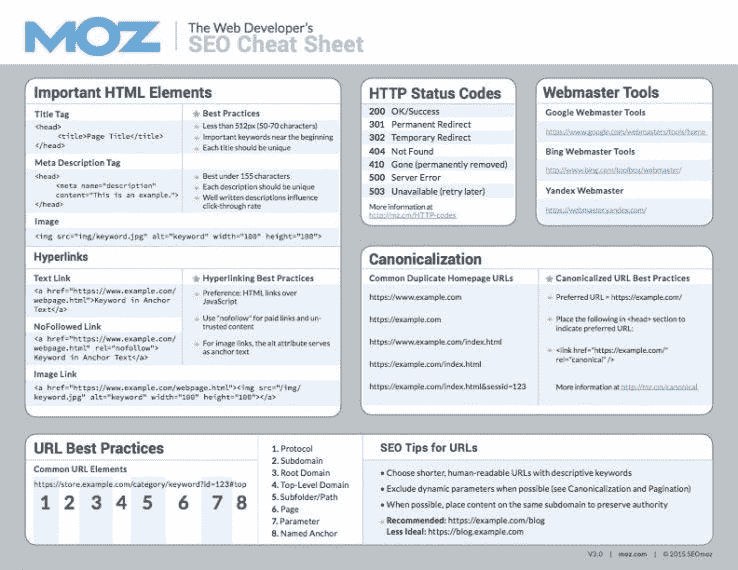 MOZ
The Web Developer's
SEO Cheat Sheet
Important HTML Elements
Title Tag
<head>
<title>Page Title</title>
</head>
Best Practices
Less than 512px (50-70 characters)
Important keywords near the beginning
Each title should be unique
Meta Description Tag
<head>
<meta name="description"
content="This is an example.">
</head>
Best under 155 characters
Each description should be unique
Well written descriptions influence
click-through rate
Image
<img src="img/keyword.jpg" alt="keyword" width="100" height="100">
Hyperlinks
Text Link
<a href="https://www.example.com/
webpage.html">Keyword in Anchor
Text</a>
Hyperlinking Best Practices
Preference: HTML links over
JavaScript
Use "nofollow" for paid links and un-
trusted content
For image links, the alt attribute serves
as anchor text
NoFollowed Link
<a href="https://www.example.com/
webpage.html" rel="nofollow">
Keyword in Anchor Text</a>
Image Link
<a href="https://www.example.com/webpage.html"><img src="/img/
keyword.jpg" alt="keyword" width="100" height="100"></a>
HTTP Status Codes
200 OK/Success
301 Permanent Redirect
302 Temporary Redirect
404 Not Found
410 Gone (permanently removed)
500 Server Error
503 Unavailable (retry later)
More information at
http://mz.cm/HTTP-codes
Webmaster Tools
Google Webmaster Tools
https://www.google.com/webmasters/tools/home
Bing Webmaster Tools
http://www.bing.com/toolbox/webmaster/
Yandex Webmaster
https://webmaster.yandex.com/
Canonicalization
Common Duplicate Homepage URLs
https://www.example.com
https://example.com
https://www.example.com/index.html
https://example.com/index.html
https://example.com/index.html&sessid=123
Canonicalized URL Best Practices
Preferred URL = https://example.com/
Place the following in <head> section to
indicate preferred URL:
<link href="https://example.com/"
rel="canonical" />
More information at http://mz.cm/canonical
URL Best Practices
Common URL Elements
https://store.example.com/category/keyword?id=123#top
1 2 3 4 5 6 7 8
1. Protocol
2. Subdomain
3. Root Domain
4. Top-Level Domain
5. Subfolder/Path
6. Page
7. Parameter
8. Named Anchor
SEO Tips for URLs
• Choose shorter, human-readable URLs with descriptive keywords
• Exclude dynamic parameters when possible (see Canonicalization and Pagination)
• When possible, place content on the same subdomain to preserve authority
Recommended: https://example.com/blog
Less Ideal: https://blog.example.com
V3.0 | moz.com | © 2015 SEOmoz